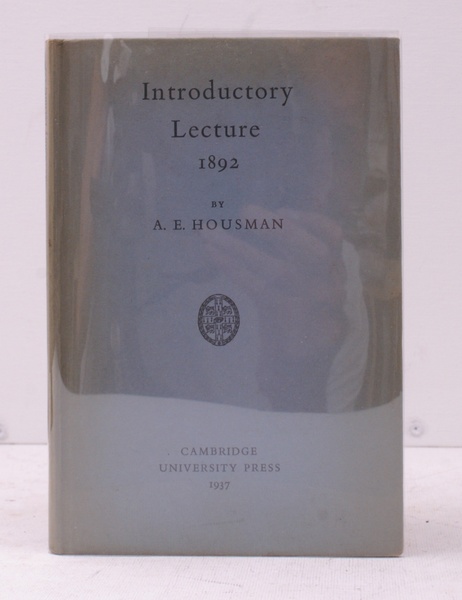 Introductory
Lecture
1892
BY
A. E. HOUSMAN
CAMBRIDGE
UNIVERSITY PRESS
1937